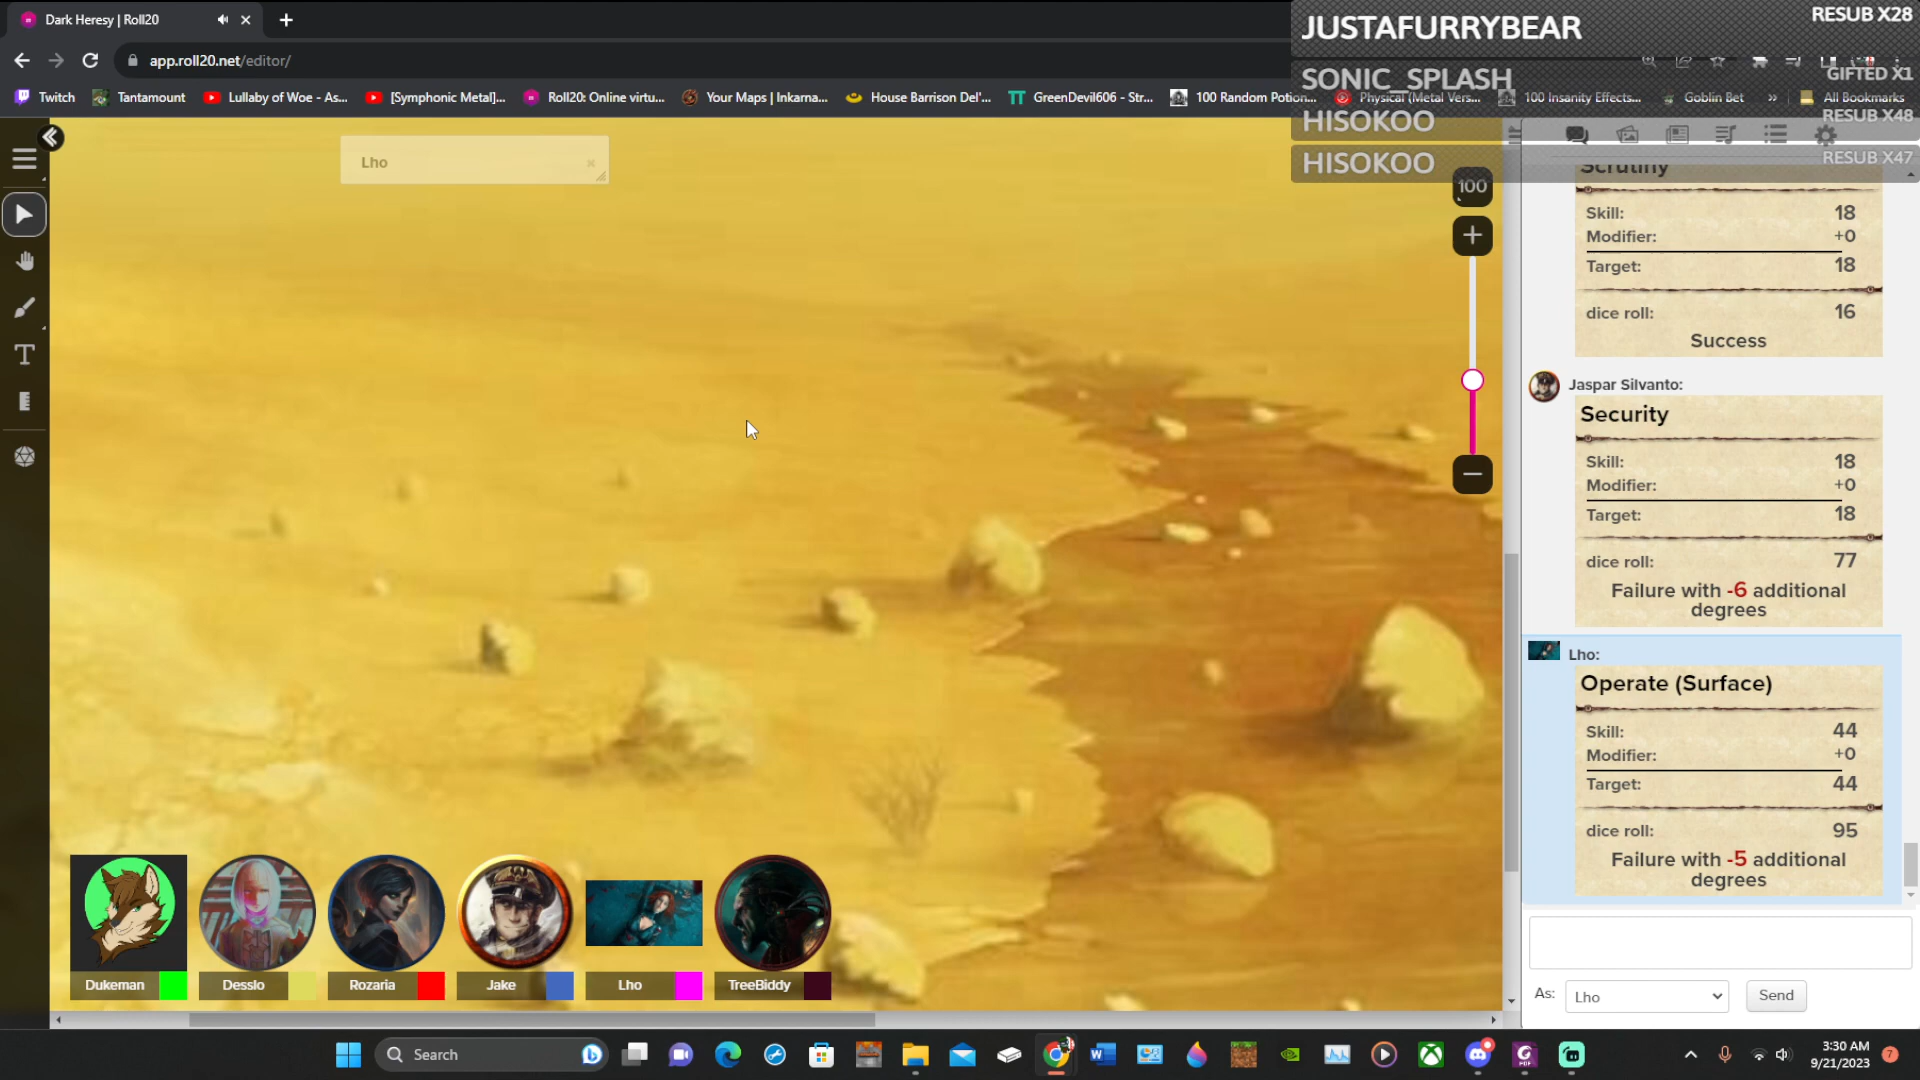 Dark Heresy | Roll20
JUSTAFURRYBEAR
RESUB X28
app.roll20.net/editor/
SONIC_SPLASH
GIFTED X1
Twitch
Tantamount
Lullaby of Woe - As...
[Symphonic Metal]...
Roll20: Online virtu...
Your Maps | Inkarna...
House Barrison Del'...
GreenDevil606 - Str...
100 Random Potion...
Physical (Metal Vers...
100 Insanity Effects...
Goblin Bet
»
All Bookmarks
HISOKOO
RESUB X48
HISOKOO
RESUB X47
Lho
100
Scrutiny
Skill: 18
Modifier: +0
Target: 18
dice roll: 16
Success
Jaspar Silvanto:
Security
Skill: 18
Modifier: +0
Target: 18
dice roll: 77
Failure with -6 additional
degrees
Lho:
Operate (Surface)
Skill: 44
Modifier: +0
Target: 44
dice roll: 95
Failure with -5 additional
degrees
Dukeman
Desslo
Rozaria
Jake
Lho
TreeBiddy
As:
Lho
Send
Search
3:30 AM
9/21/2023
7